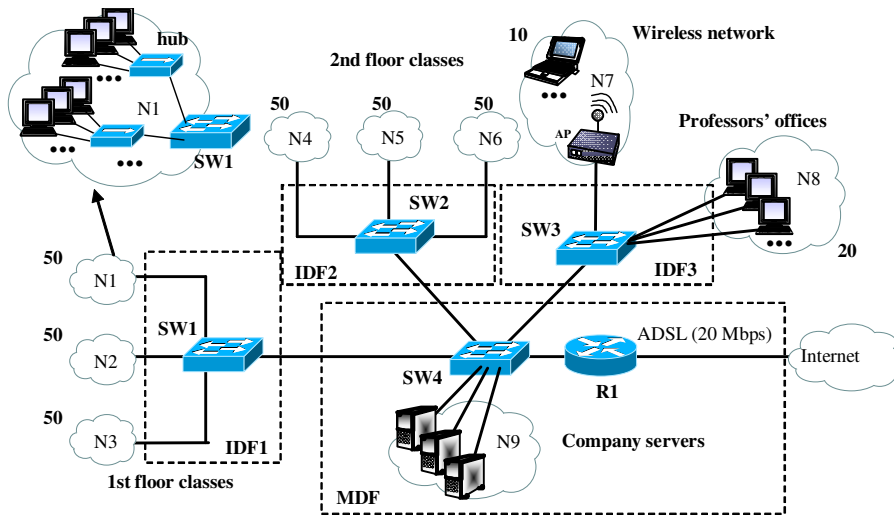 hub
N1
SW1
10
Wireless network
N7
AP
2nd floor classes
50
50
50
N4
N5
N6
Professors' offices
N8
20
SW2
IDF2
SW3
IDF3
50
N1
50
N2
50
N3
SW1
IDF1
1st floor classes
SW4
R1
ADSL (20 Mbps)
Internet
N9
Company servers
MDF